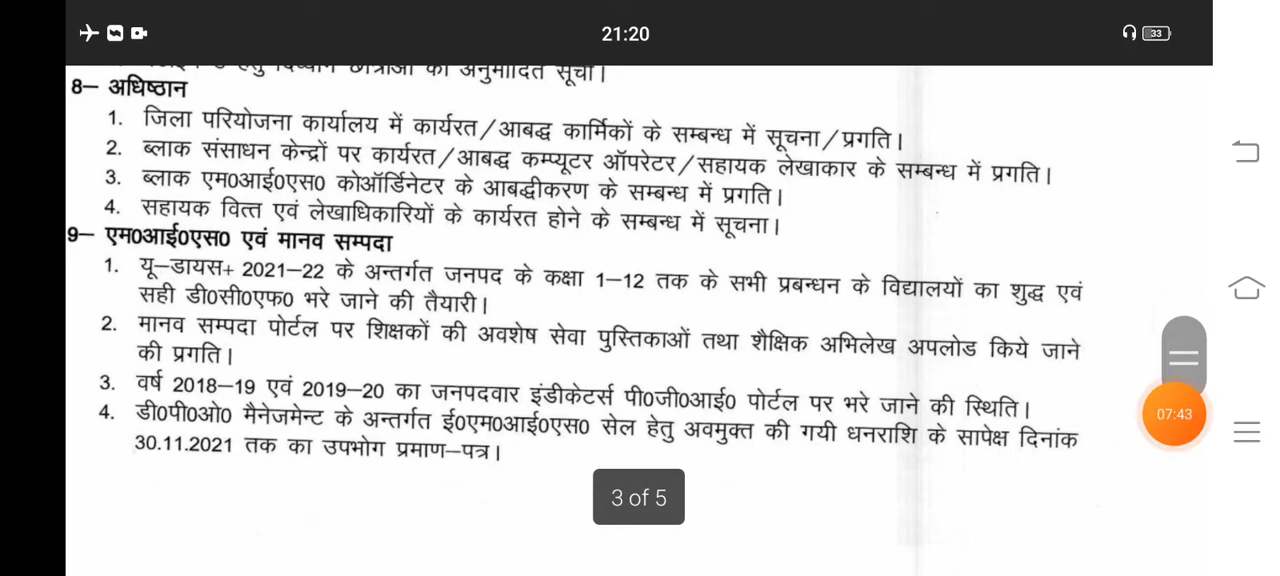 21:20
33
हेतु दिव्यांग छात्राओं की अनुमोदित सूची।
8– अधिष्ठान
1. जिला परियोजना कार्यालय में कार्यरत/आबद्ध कार्मिकों के सम्बन्ध में सूचना/प्रगति।
2. ब्लाक संसाधन केन्द्रों पर कार्यरत/आबद्ध कम्प्यूटर ऑपरेटर/सहायक लेखाकार के सम्बन्ध में प्रगति।
3. ब्लाक एम0आई0एस0 कोऑर्डिनेटर के आबद्धीकरण के सम्बन्ध में प्रगति।
4. सहायक वित्त एवं लेखाधिकारियों के कार्यरत होने के सम्बन्ध में सूचना।
9– एम0आई0एस0 एवं मानव सम्पदा
1. यू–डायस+ 2021–22 के अन्तर्गत जनपद के कक्षा 1–12 तक के सभी प्रबन्धन के विद्यालयों का शुद्ध एवं
सही डी0सी0एफ0 भरे जाने की तैयारी।
2. मानव सम्पदा पोर्टल पर शिक्षकों की अवशेष सेवा पुस्तिकाओं तथा शैक्षिक अभिलेख अपलोड किये जाने
की प्रगति।
3. वर्ष 2018–19 एवं 2019–20 का जनपदवार इंडीकेटर्स पी0जी0आई0 पोर्टल पर भरे जाने की स्थिति।
4. डी0पी0ओ0 मैनेजमेन्ट के अन्तर्गत ई0एम0आई0एस0 सेल हेतु अवमुक्त की गयी धनराशि के सापेक्ष दिनांक
30.11.2021 तक का उपभोग प्रमाण–पत्र।
07:43
3 of 5